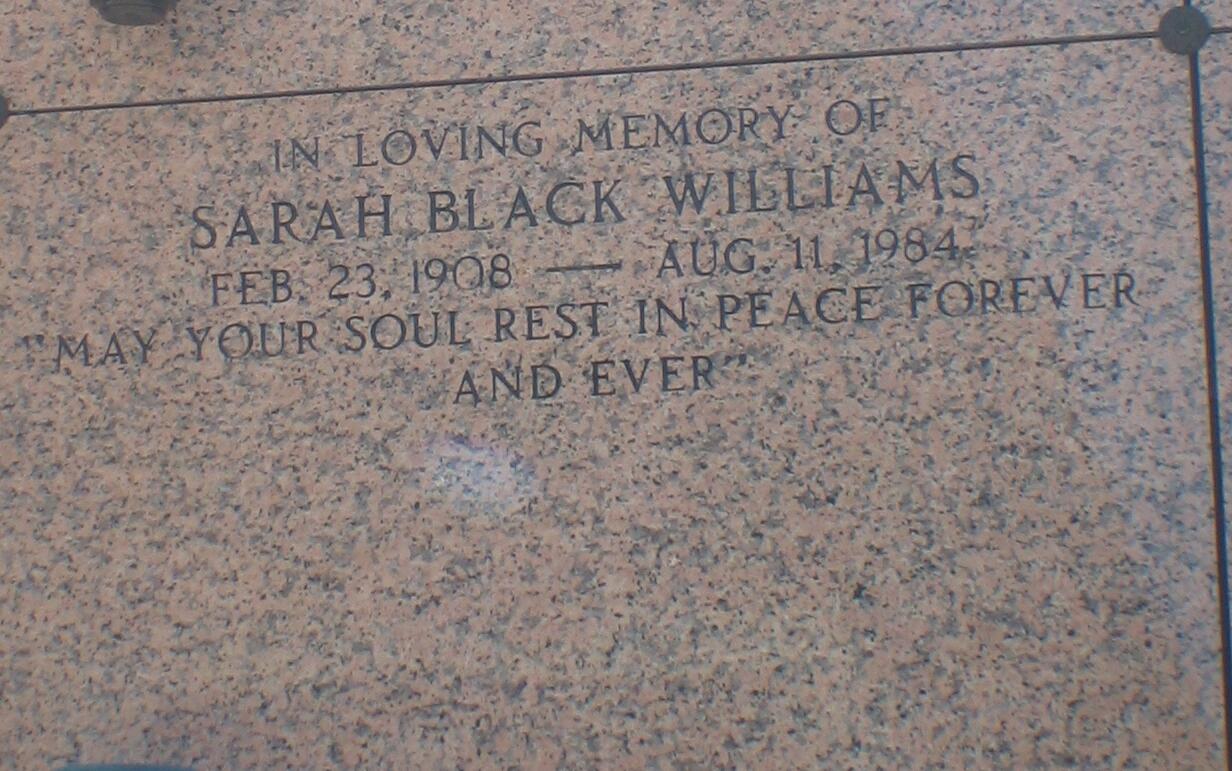 IN LOVING MEMORY OF
SARAH BLACK WILLIAMS
FEB. 23, 1908 — AUG. 11, 1984
"MAY YOUR SOUL REST IN PEACE FOREVER
AND EVER"